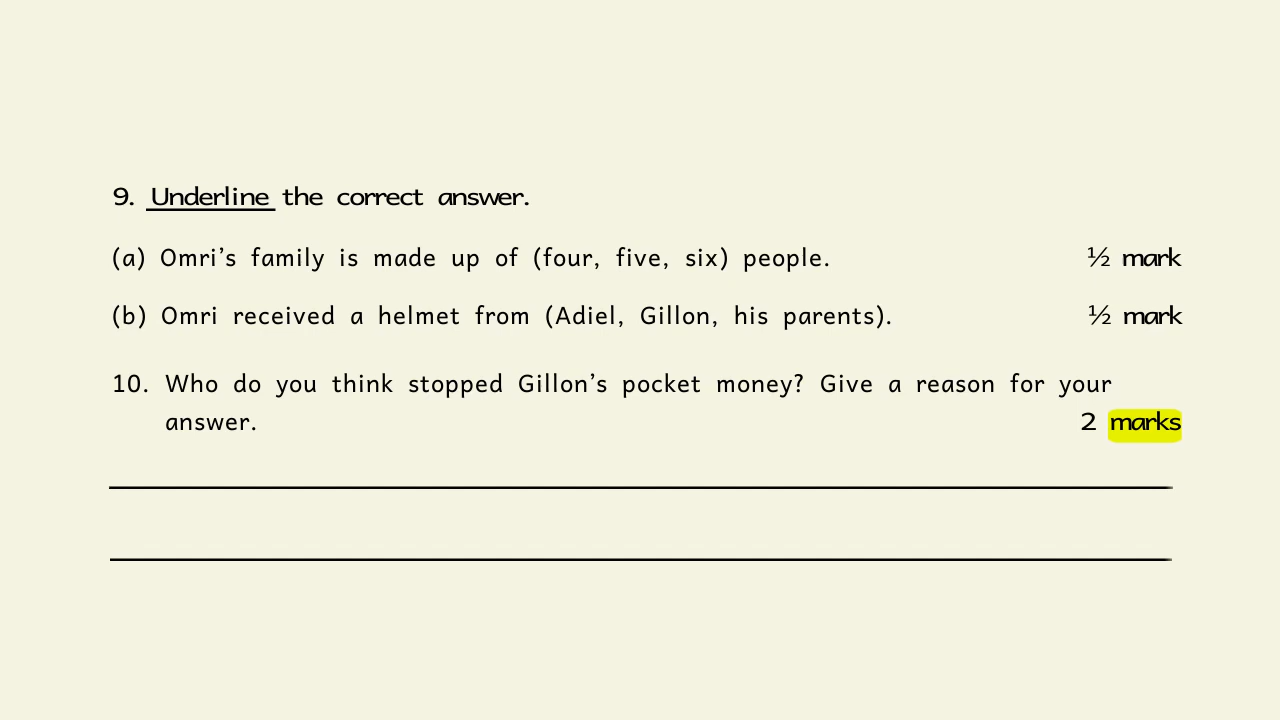 9. Underline the correct answer.
(a) Omri’s family is made up of (four, five, six) people. ½ mark
(b) Omri received a helmet from (Adiel, Gillon, his parents). ½ mark
10. Who do you think stopped Gillon’s pocket money? Give a reason for your
answer. 2 marks